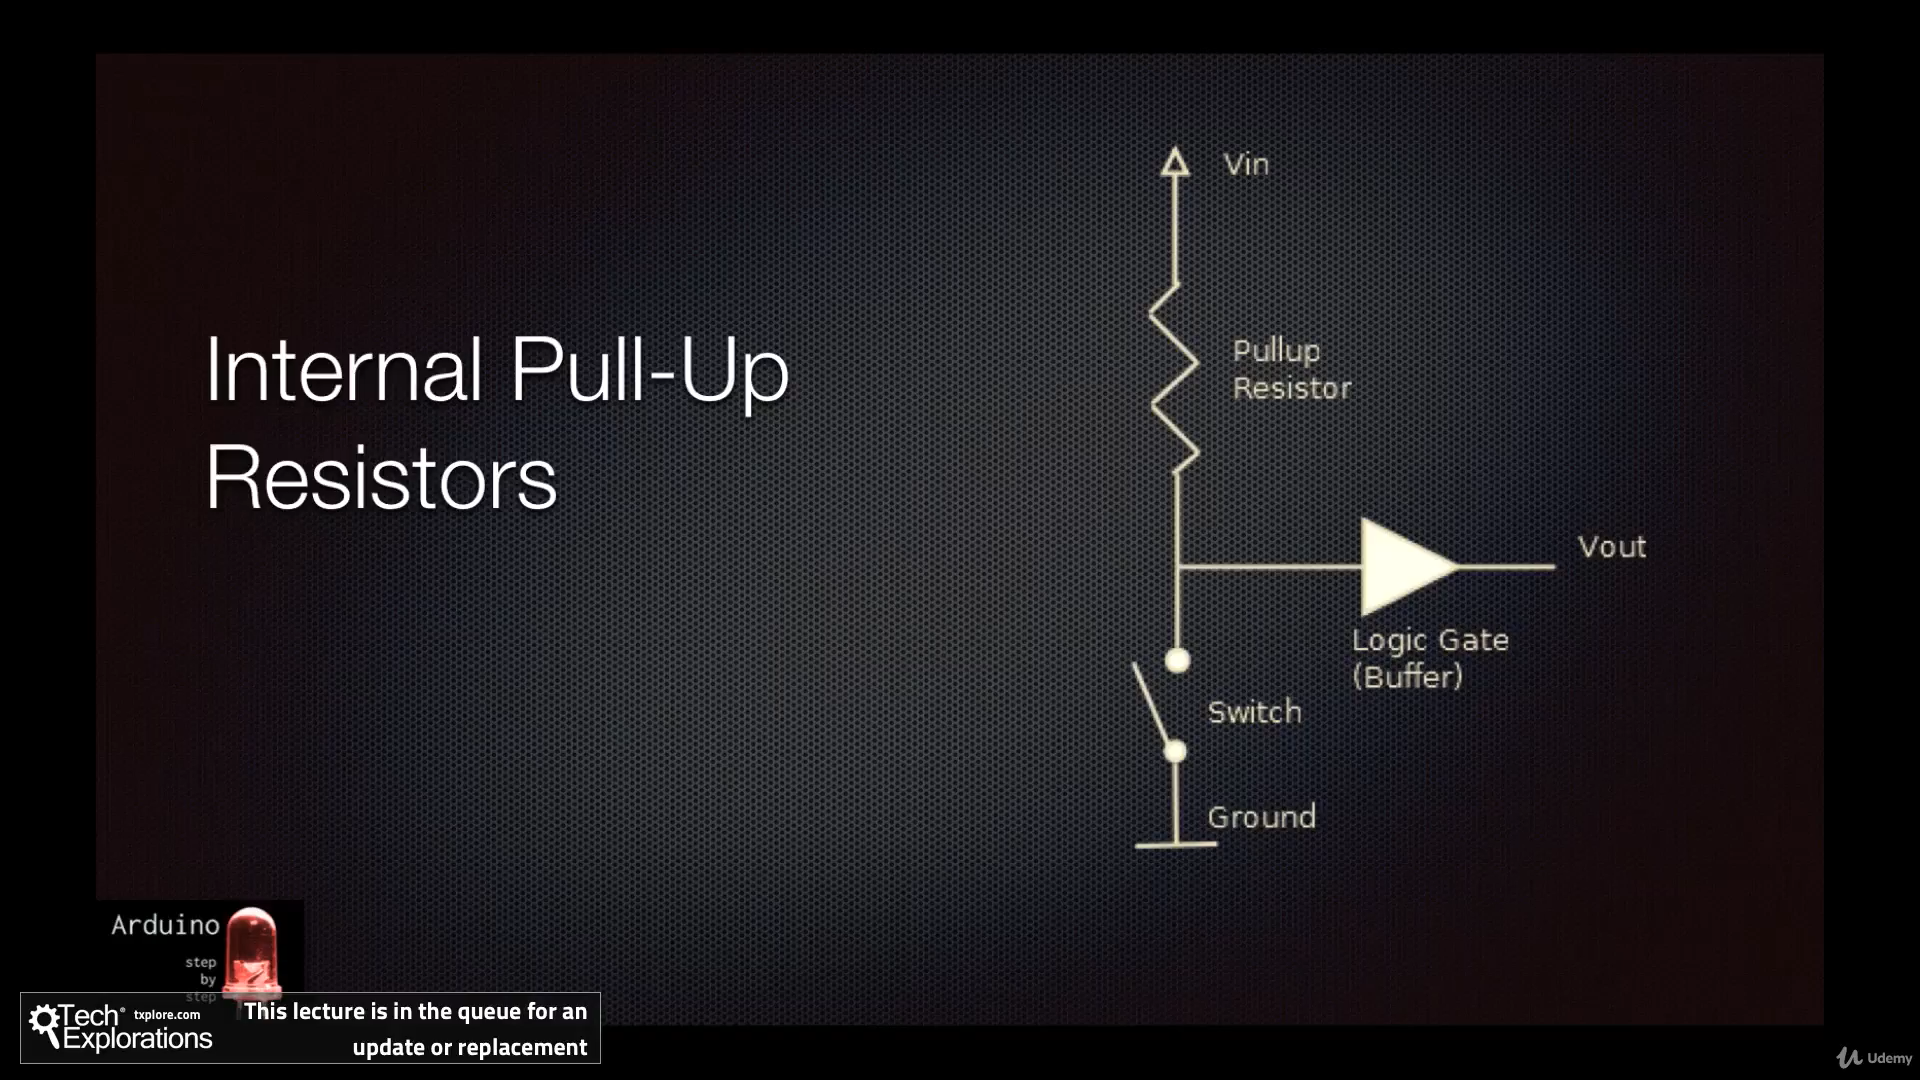 Internal Pull-Up
Resistors
Vin
Pullup
Resistor
Vout
Logic Gate
(Buffer)
Switch
Ground
Arduino
step
by
step
Tech txplore.com
Explorations
This lecture is in the queue for an
update or replacement
Udemy